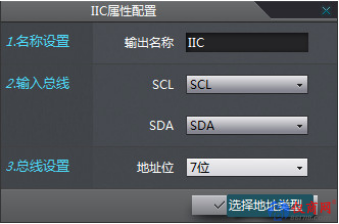 IIC属性配置
1.名称设置 输出名称 IIC
2.输入总线 SCL SCL
SDA SDA
3.总线设置 地址位 7位
选择地址类型